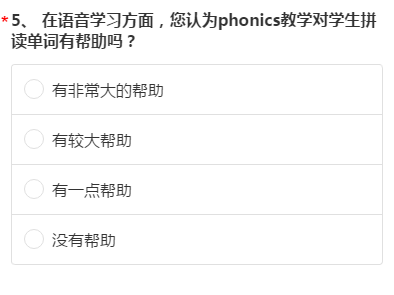 *5、 在语音学习方面，您认为phonics教学对学生拼
读单词有帮助吗？
有非常大的帮助
有较大帮助
有一点帮助
没有帮助